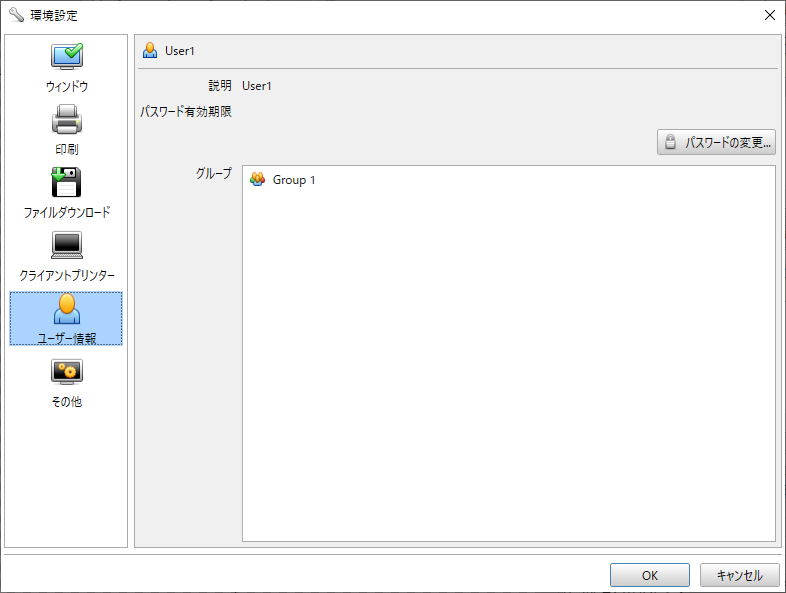 環境設定
ウィンドウ
印刷
ファイルダウンロード
クライアントプリンター
ユーザー情報
その他
User1
説明 User1
パスワード有効期限
パスワードの変更...
グループ
Group 1
OK
キャンセル